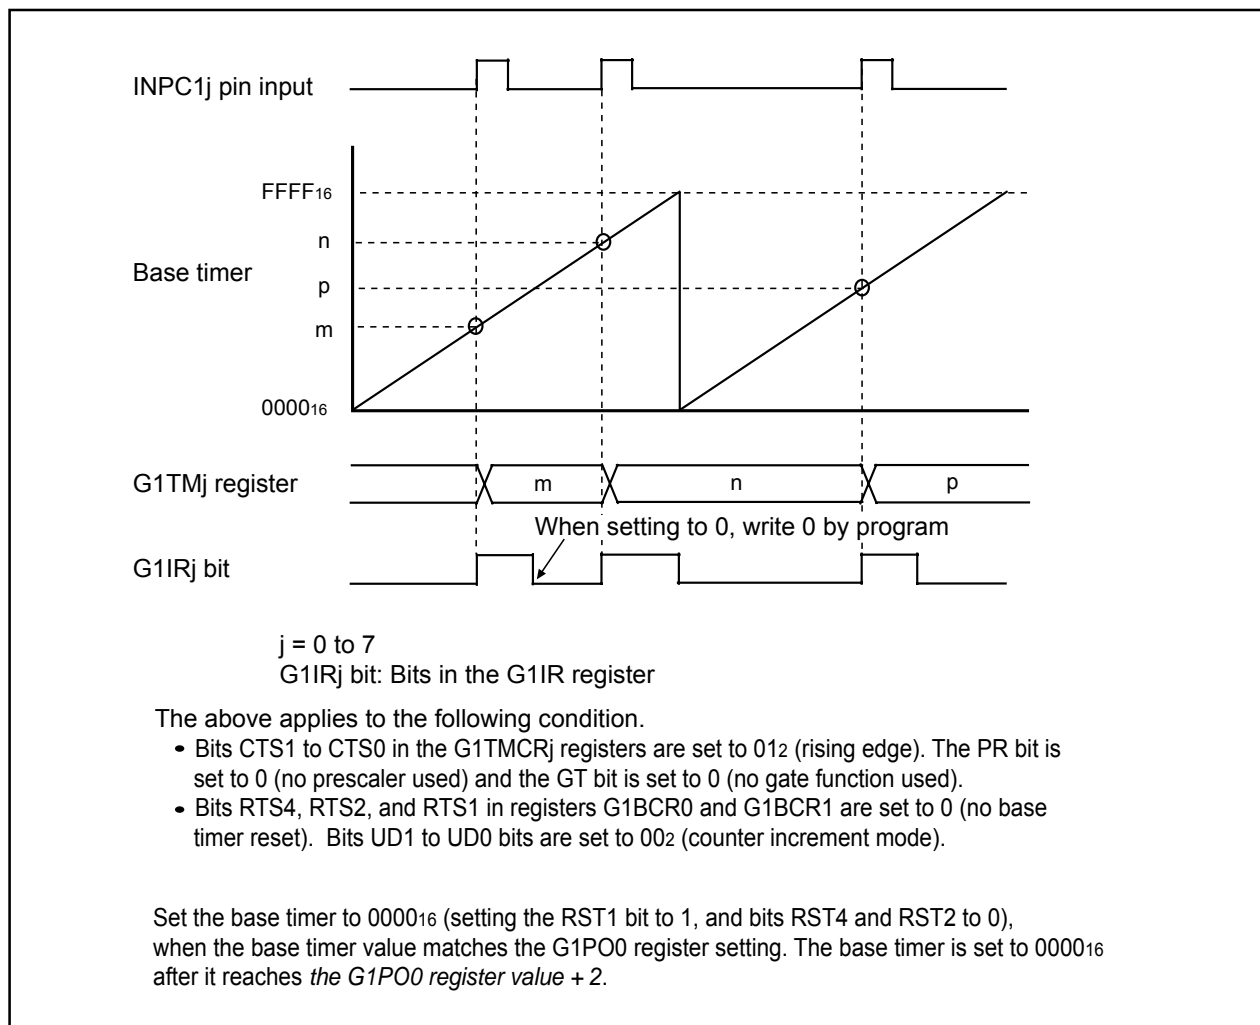 INPC1j pin input
FFFF16
n
Base timer
p
m
000016
G1TMj register
m
n
p
When setting to 0, write 0 by program
G1IRj bit
j = 0 to 7
G1IRj bit: Bits in the G1IR register
The above applies to the following condition.
• Bits CTS1 to CTS0 in the G1TMCRj registers are set to 012 (rising edge). The PR bit is
set to 0 (no prescaler used) and the GT bit is set to 0 (no gate function used).
• Bits RTS4, RTS2, and RTS1 in registers G1BCR0 and G1BCR1 are set to 0 (no base
timer reset). Bits UD1 to UD0 bits are set to 002 (counter increment mode).
Set the base timer to 000016 (setting the RST1 bit to 1, and bits RST4 and RST2 to 0),
when the base timer value matches the G1PO0 register setting. The base timer is set to 000016
after it reaches the G1PO0 register value + 2.